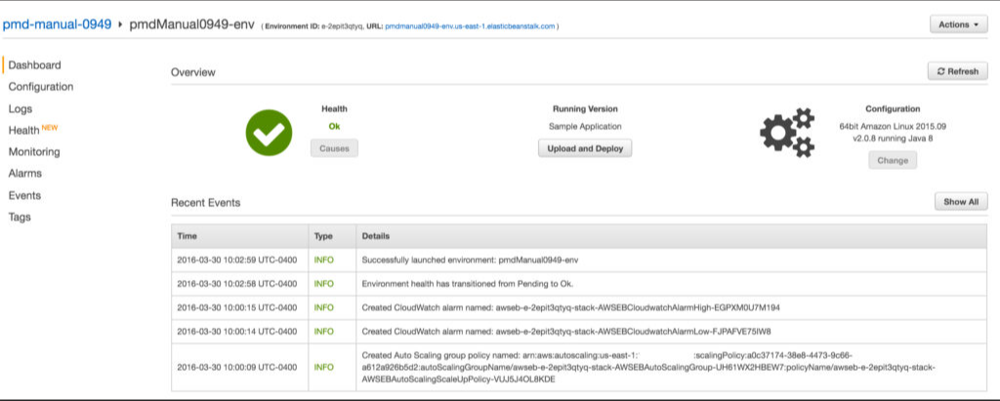 pmd-manual-0949 ▸ pmdManual0949-env ( Environment ID: e-2epit3qtyq, URL: pmdmanual0949-env.us-east-1.elasticbeanstalk.com )
Actions
Dashboard
Configuration
Logs
Health NEW
Monitoring
Alarms
Events
Tags
Overview
Refresh
Health
Ok
Causes
Running Version
Sample Application
Upload and Deploy
Configuration
64bit Amazon Linux 2015.09
v2.0.8 running Java 8
Change
Recent Events
Show All
Time Type Details
2016-03-30 10:02:59 UTC-0400 INFO Successfully launched environment: pmdManual0949-env
2016-03-30 10:02:58 UTC-0400 INFO Environment health has transitioned from Pending to Ok.
2016-03-30 10:00:15 UTC-0400 INFO Created CloudWatch alarm named: awseb-e-2epit3qtyq-stack-AWSEBCloudwatchAlarmHigh-EGPXM0U7M194
2016-03-30 10:00:14 UTC-0400 INFO Created CloudWatch alarm named: awseb-e-2epit3qtyq-stack-AWSEBCloudwatchAlarmLow-FJPAFVE75IW8
2016-03-30 10:00:09 UTC-0400 INFO Created Auto Scaling group policy named: arn:aws:autoscaling:us-east-1: :scalingPolicy:a0c37174-38e8-4473-9c66-
a612a926b5d2:autoScalingGroupName/awseb-e-2epit3qtyq-stack-AWSEBAutoScalingGroup-UH61WX2HBEW7:policyName/awseb-e-2epit3qtyq-stack-
AWSEBAutoScalingScaleUpPolicy-VUJ5J4OL8KDE